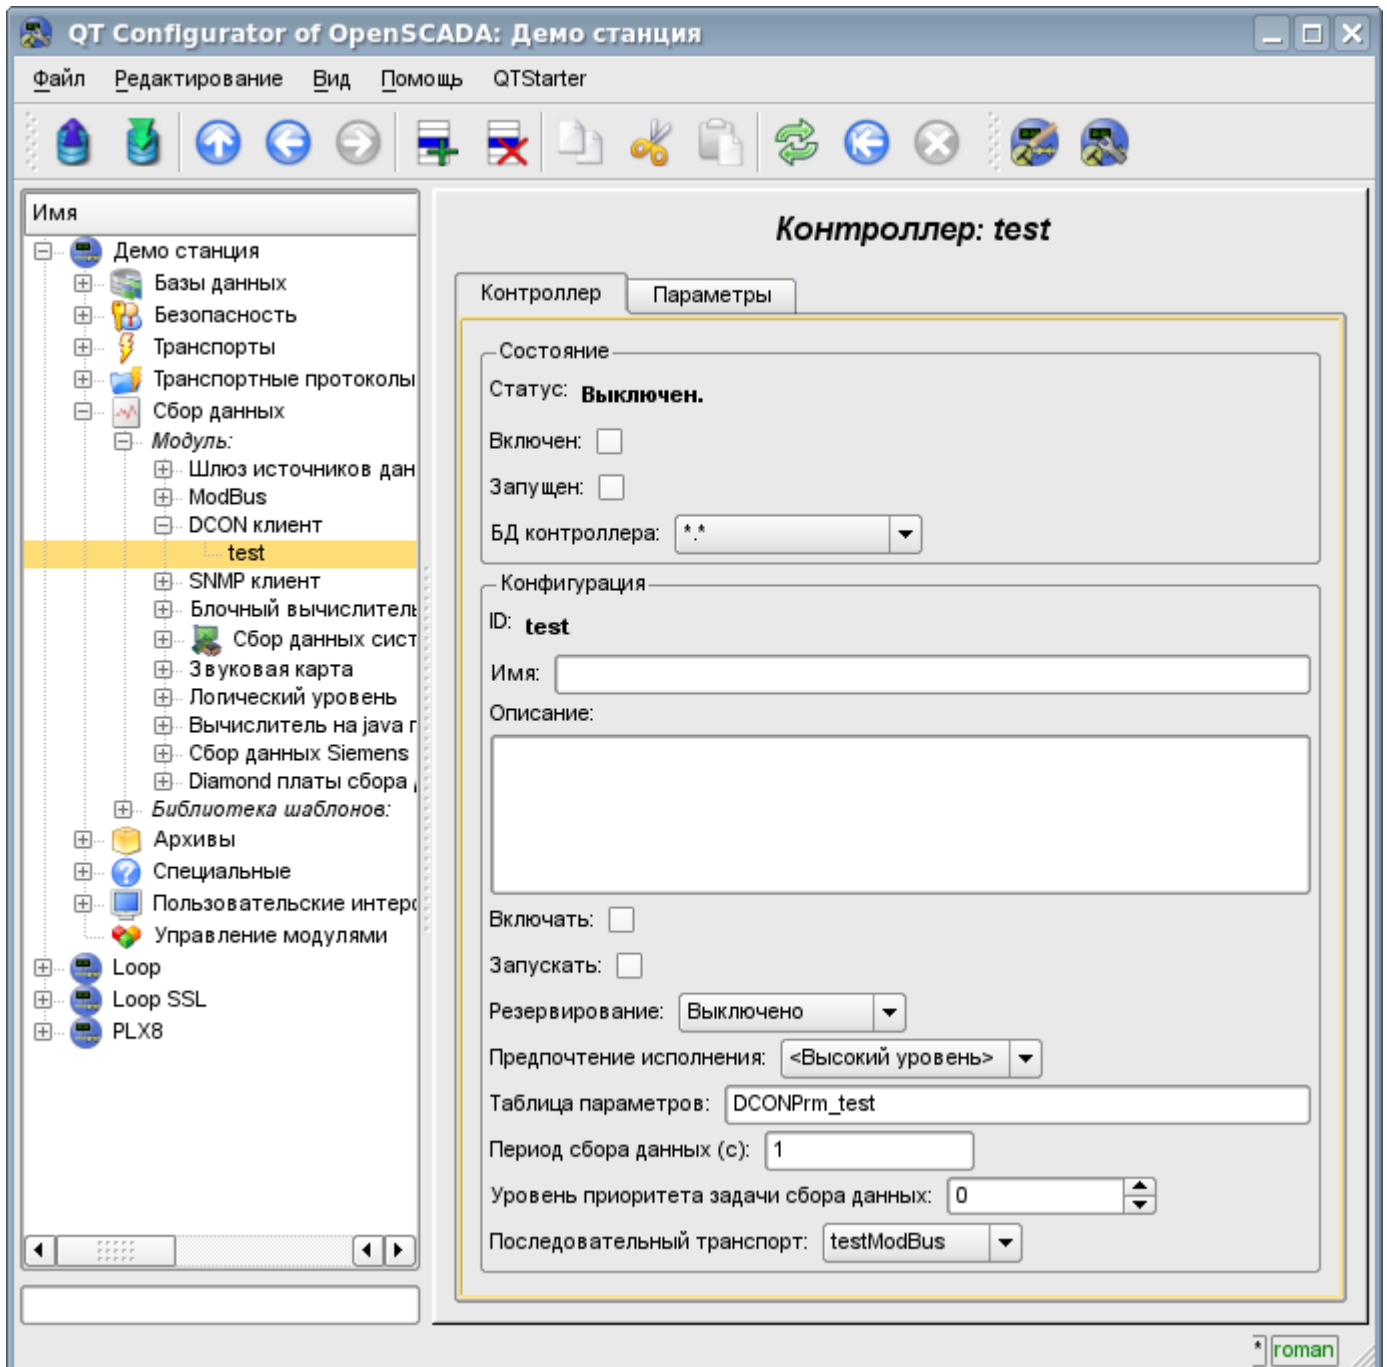 QT Configurator of OpenSCADA: Демо станция
Файл Редактирование Вид Помощь QTStarter
Имя
Демо станция
Базы данных
Безопасность
Транспорты
Транспортные протоколы
Сбор данных
Модуль:
Шлюз источников дан
ModBus
DCON клиент
test
SNMP клиент
Блочный вычислитель
Сбор данных сист
Звуковая карта
Логический уровень
Вычислитель на java
Сбор данных Siemens
Diamond платы сбора
Библиотека шаблонов:
Архивы
Специальные
Пользовательские интер
Управление модулями
Loop
Loop SSL
PLX8
Контроллер: test
Контроллер Параметры
Состояние
Статус: Выключен.
Включен:
Запущен:
БД контроллера: *.*
Конфигурация
ID: test
Имя:
Описание:
Включать:
Запускать:
Резервирование: Выключено
Предпочтение исполнения: <Высокий уровень>
Таблица параметров: DCONPrm_test
Период сбора данных (с): 1
Уровень приоритета задачи сбора данных: 0
Последовательный транспорт: testModBus
* roman